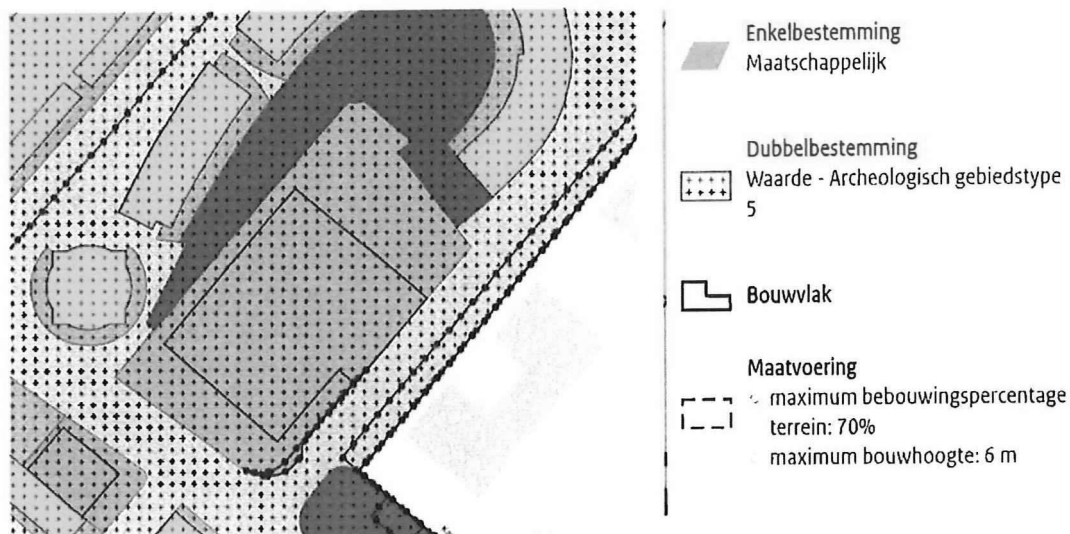 Enkelbestemming
Maatschappelijk
Dubbelbestemming
Waarde - Archeologisch gebiedstype
5
Bouwvlak
Maatvoering
maximum bebouwingspercentage
terrein: 70%
maximum bouwhoogte: 6 m